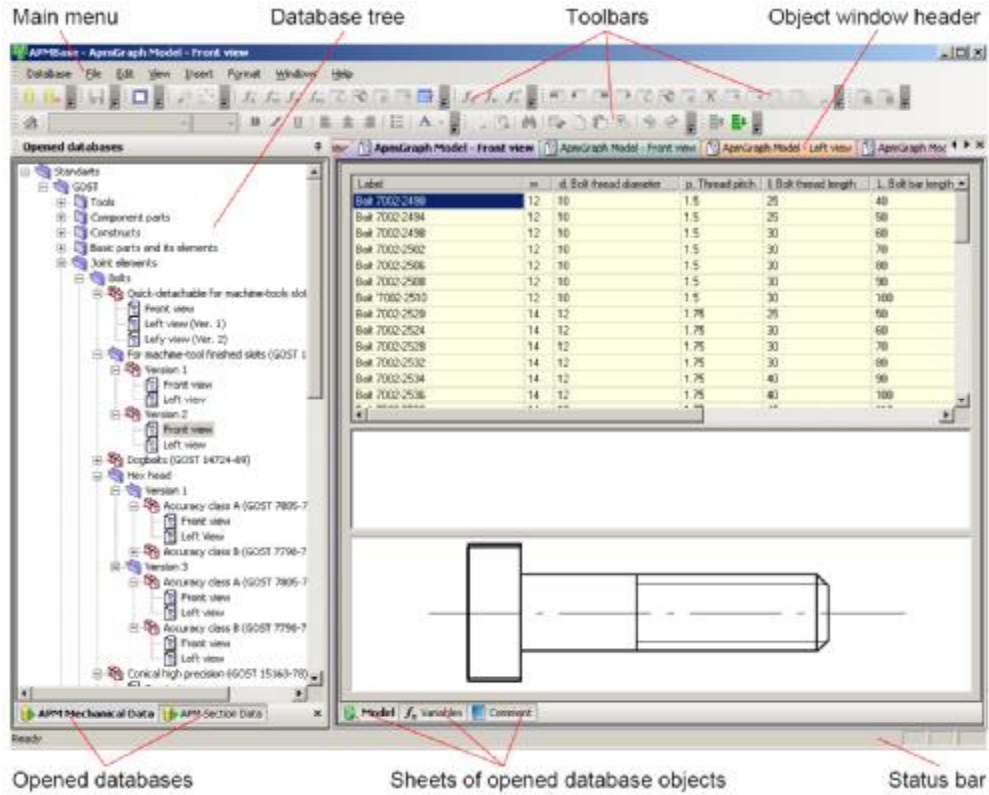 Main menu Database tree Toolbars Object window header
APMBase - ApmGraph Model - Front view
Database File Edit View Insert Format Windows Help
Opened databases
ApmGraph Model - Front view ApmGraph Model - Front view ApmGraph Model - Left view ApmGraph Mod
Standarts
GOST
Tools
Component parts
Constructs
Basic parts and its elements
Joint elements
Bolts
Quick-detachable for machine-tools slot
Front view
Left view (Ver. 1)
Lefy view (Ver. 2)
For machine-tool finished slots (GOST 1
Version 1
Front view
Left view
Version 2
Front view
Left view
Dogbolts (GOST 14724-69)
Hex head
Version 1
Accuracy class A (GOST 7805-7
Front view
Left View
Accuracy class B (GOST 7798-7
Version 3
Accuracy class A (GOST 7805-7
Front view
Left view
Accuracy class B (GOST 7798-7
Front view
Left view
Conical high precision (GOST 15163-78)
Label m d. Bolt thread diameter p. Thread pitch l. Bolt thread length L. Bolt bar length
Bolt 7002-2490 12 10 1.5 25 40
Bolt 7002-2494 12 10 1.5 25 50
Bolt 7002-2498 12 10 1.5 30 60
Bolt 7002-2502 12 10 1.5 30 70
Bolt 7002-2506 12 10 1.5 30 80
Bolt 7002-2508 12 10 1.5 30 90
Bolt 7002-2510 12 10 1.5 30 100
Bolt 7002-2520 14 12 1.75 25 50
Bolt 7002-2524 14 12 1.75 30 60
Bolt 7002-2528 14 12 1.75 30 70
Bolt 7002-2532 14 12 1.75 30 80
Bolt 7002-2534 14 12 1.75 40 90
Bolt 7002-2536 14 12 1.75 40 100
APM Mechanical Data APM Section Data
Model Variables Comment
Ready
Opened databases Sheets of opened database objects Status bar